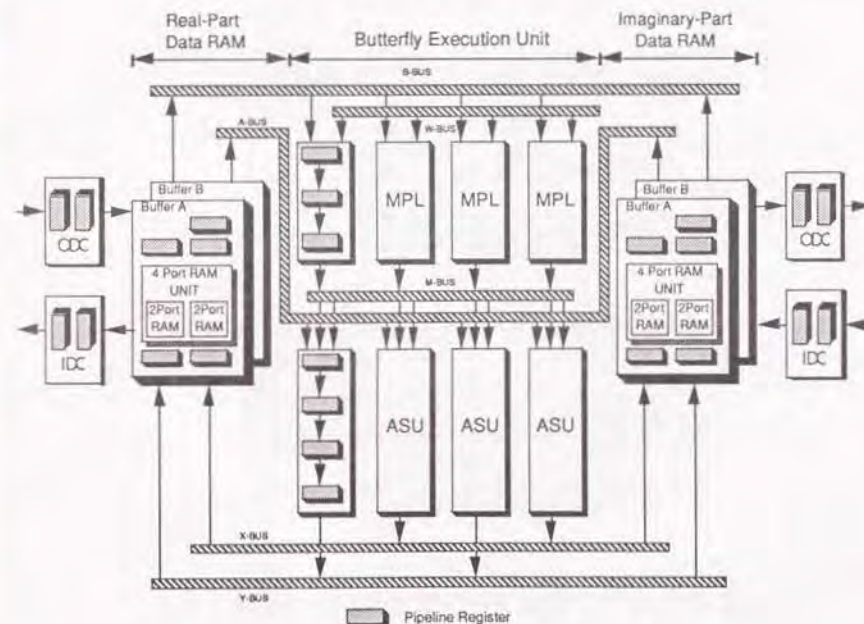 Real-Part
Data RAM
Butterfly Execution Unit
Imaginary-Part
Data RAM
B-BUS
A-BUS
W-BUS
Buffer B
Buffer A
4 Port RAM
UNIT
2Port
RAM
2Port
RAM
ODC
IDC
MPL
MPL
MPL
M-BUS
ASU
ASU
ASU
Buffer B
Buffer A
4 Port RAM
UNIT
2Port
RAM
2Port
RAM
ODC
IDC
X-BUS
Y-BUS
Pipeline Register